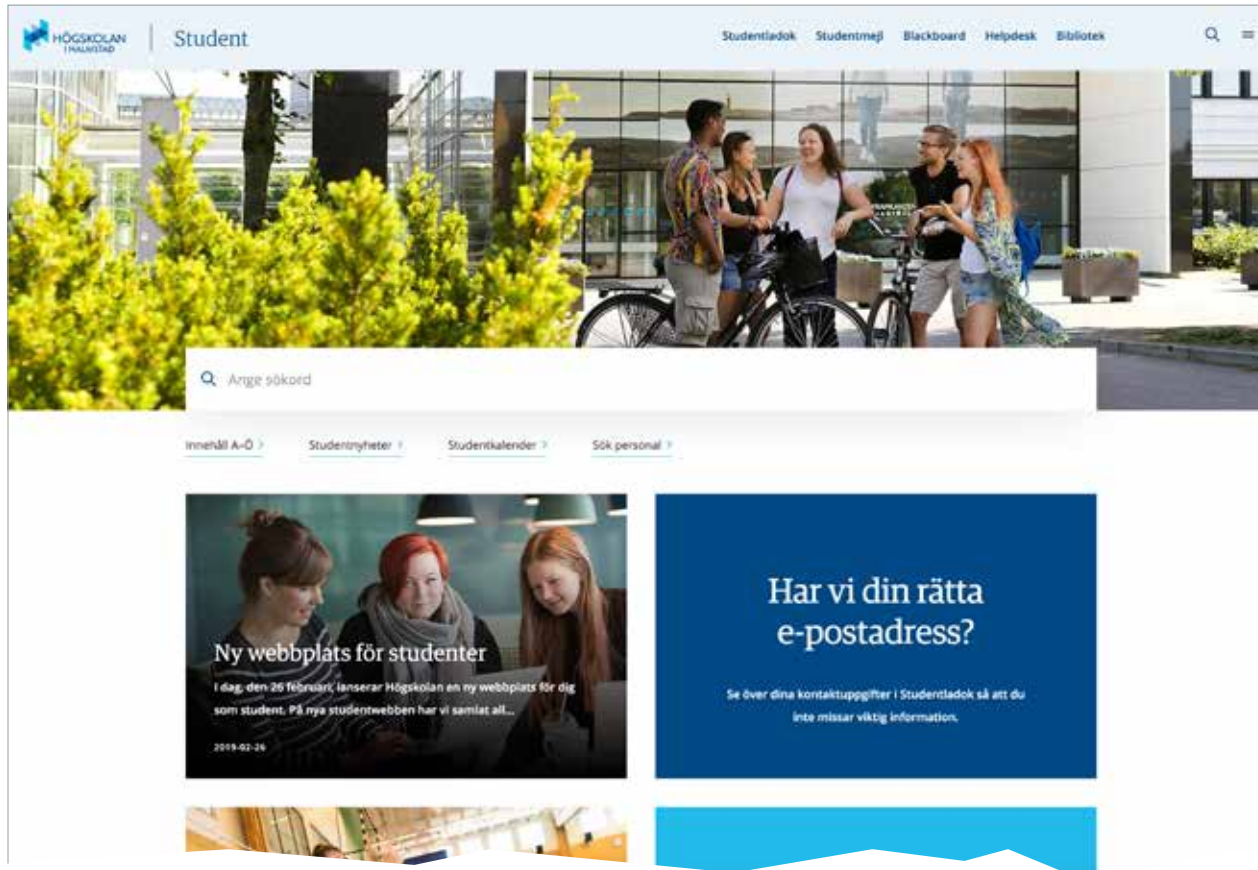 HÖGSKOLAN
I HALMSTAD
Student
Studentladok Studentmejl Blackboard Helpdesk Bibliotek
Ange sökord
Innehåll A–Ö
Studentnyheter
Studentkalender
Sök personal
Ny webbplats för studenter
I dag, den 26 februari, lanserar Högskolan en ny webbplats för dig
som student. På nya studentwebben har vi samlat all...
2019-02-26
Har vi din rätta
e-postadress?
Se över dina kontaktuppgifter i Studentladok så att du
inte missar viktig information.